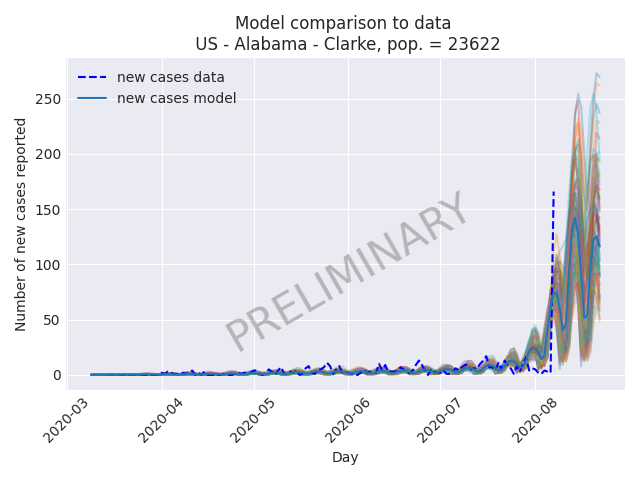 Model comparison to data
US - Alabama - Clarke, pop. = 23622
new cases data
new cases model
Number of new cases reported
250
200
150
100
50
0
PRELIMINARY
2020-03
2020-04
2020-05
2020-06
2020-07
2020-08
Day